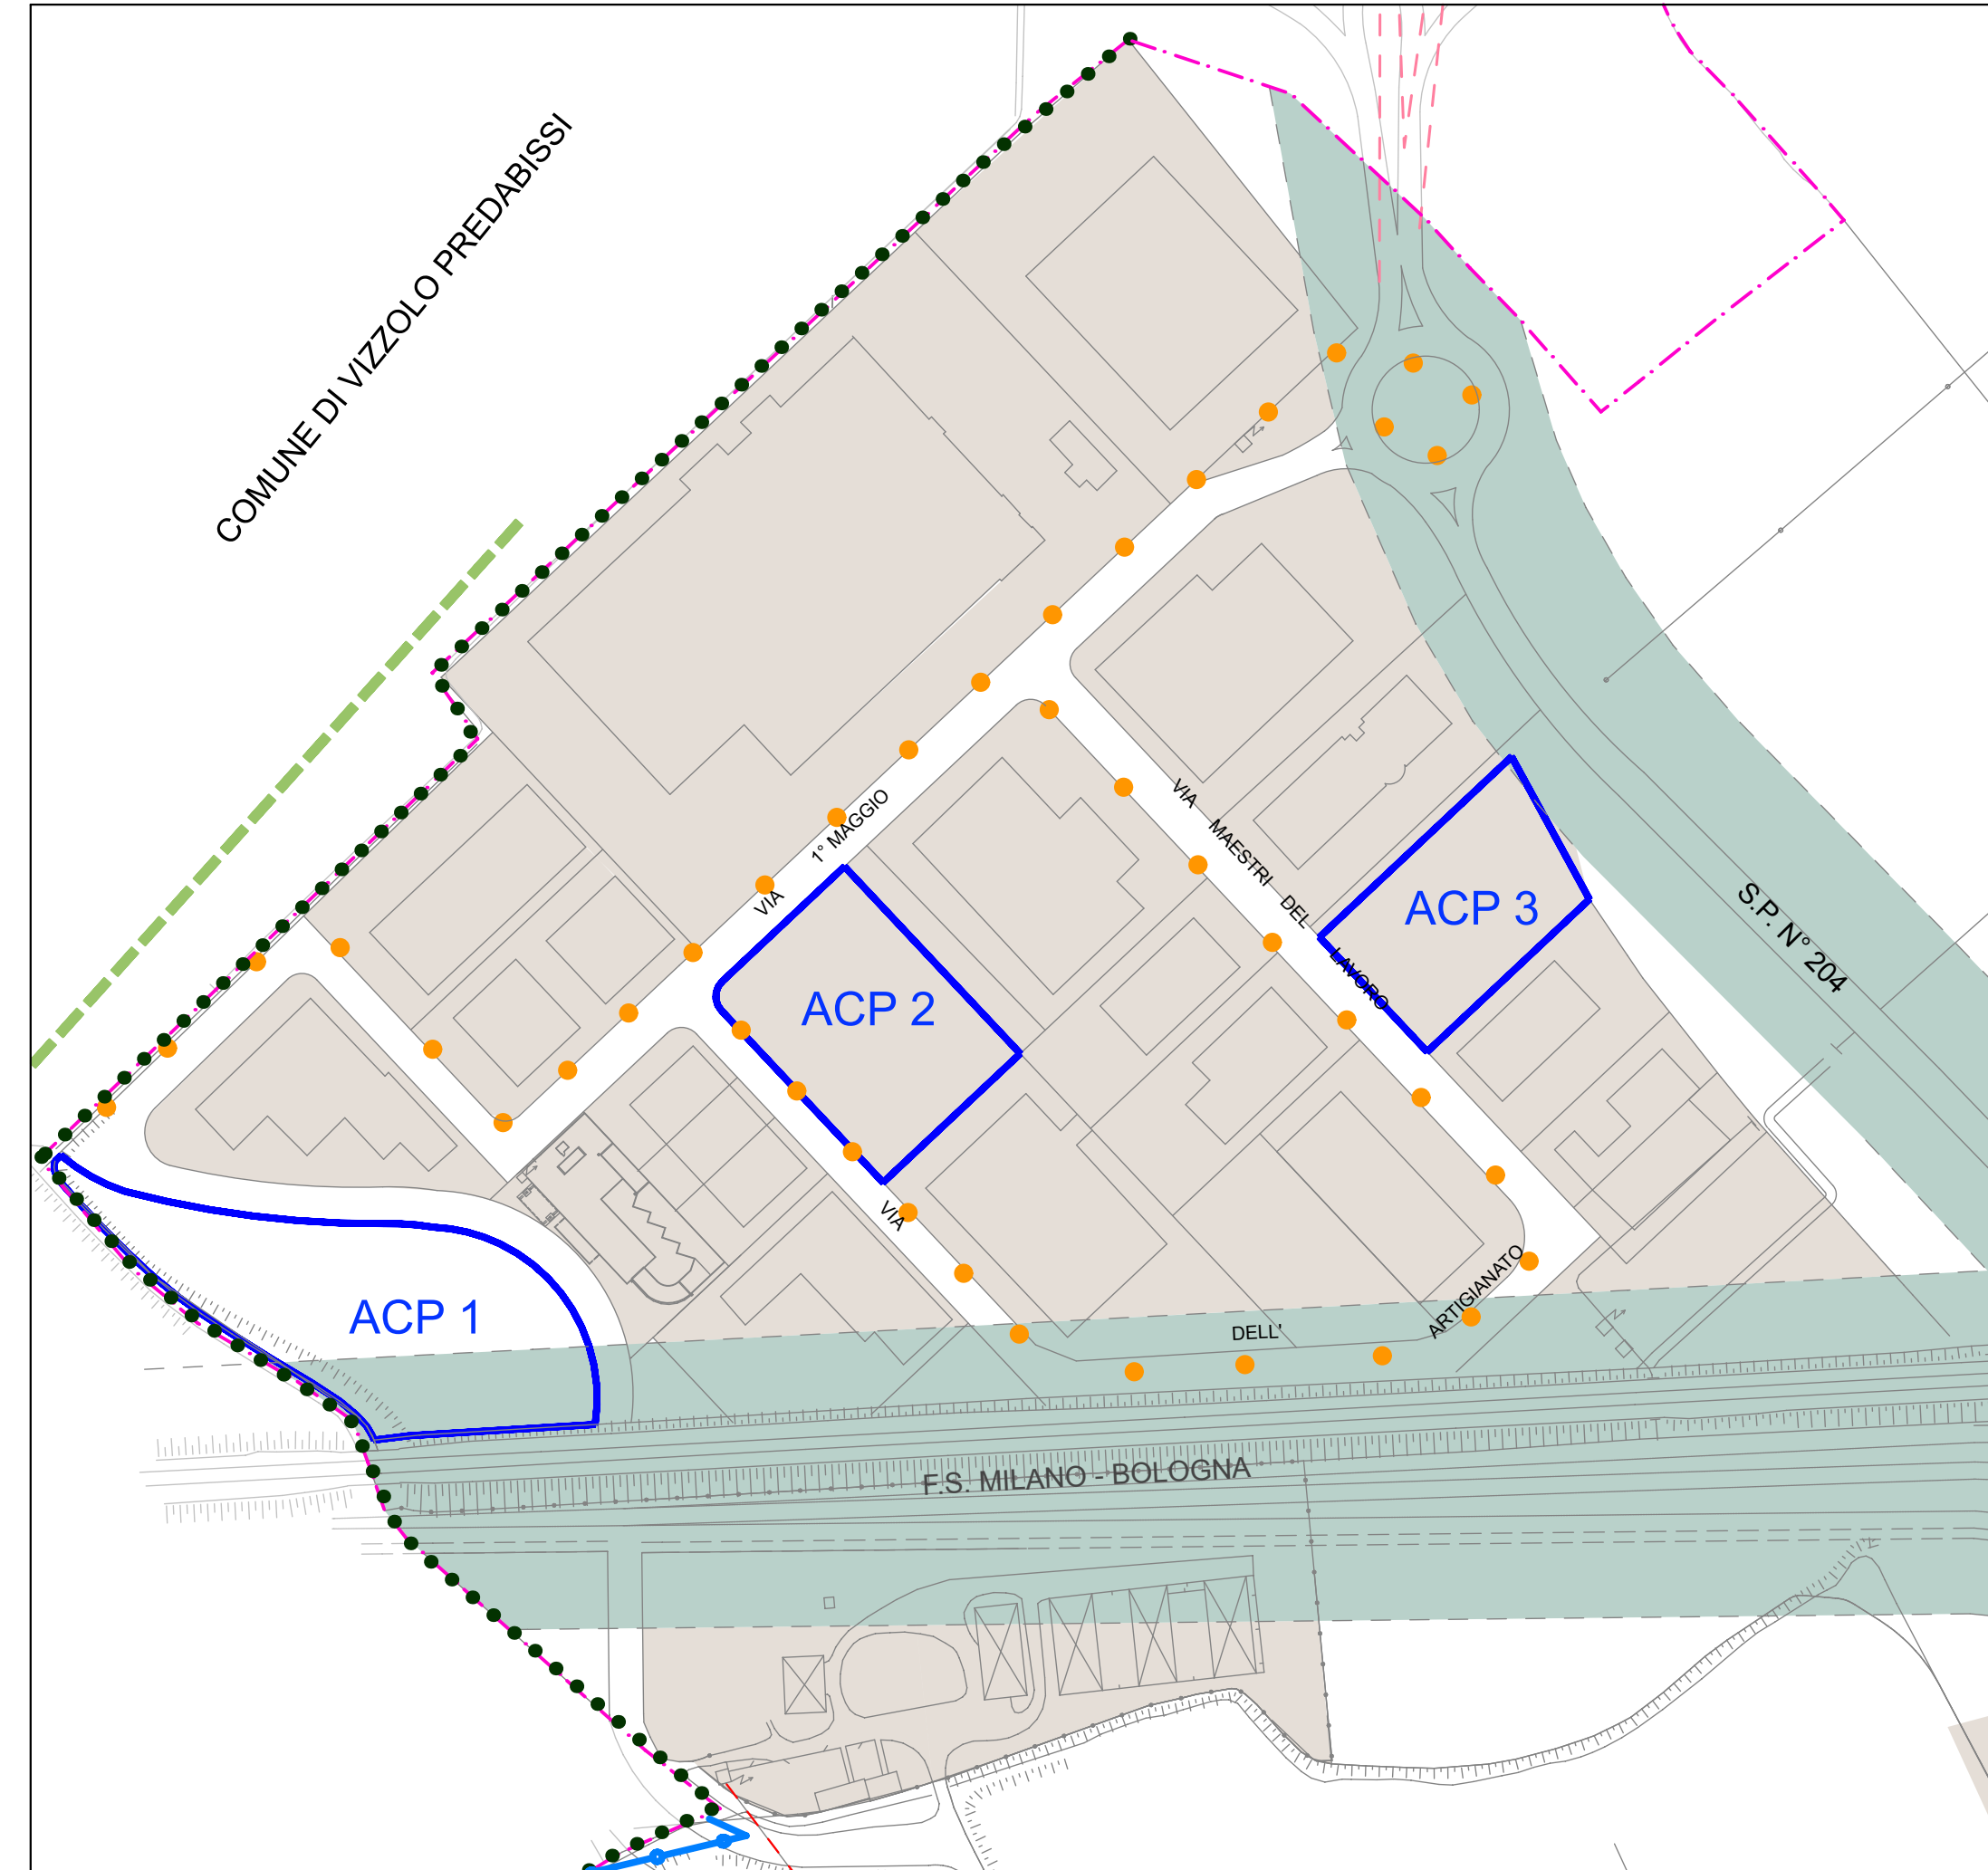 COMUNE DI VIZZOLO PREDABISSI
VIA 1° MAGGIO
VIA MAESTRI DEL LAVORO
ACP 3
S.P. N° 204
ACP 2
ACP 1
VIA DELL' ARTIGIANATO
F.S. MILANO - BOLOGNA